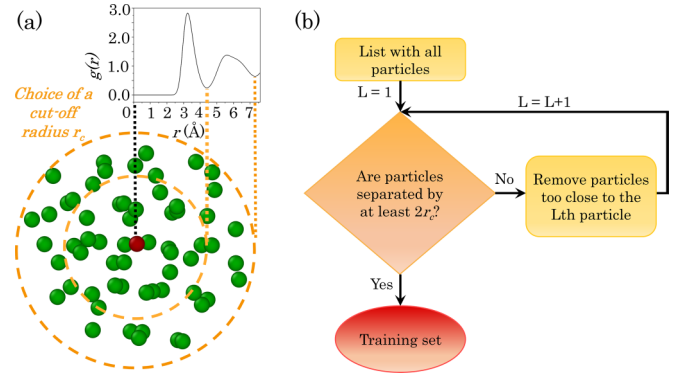 (a)
3.0
2.0
1.0
0.0
g(r)
0 1 2 3 4 5 6 7
r (Å)
Choice of a
cut-off
radius r_c
(b)
List with all
particles
L = 1
L = L+1
Are particles
separated by
at least 2r_c?
No
Remove particles
too close to the
Lth particle
Yes
Training set